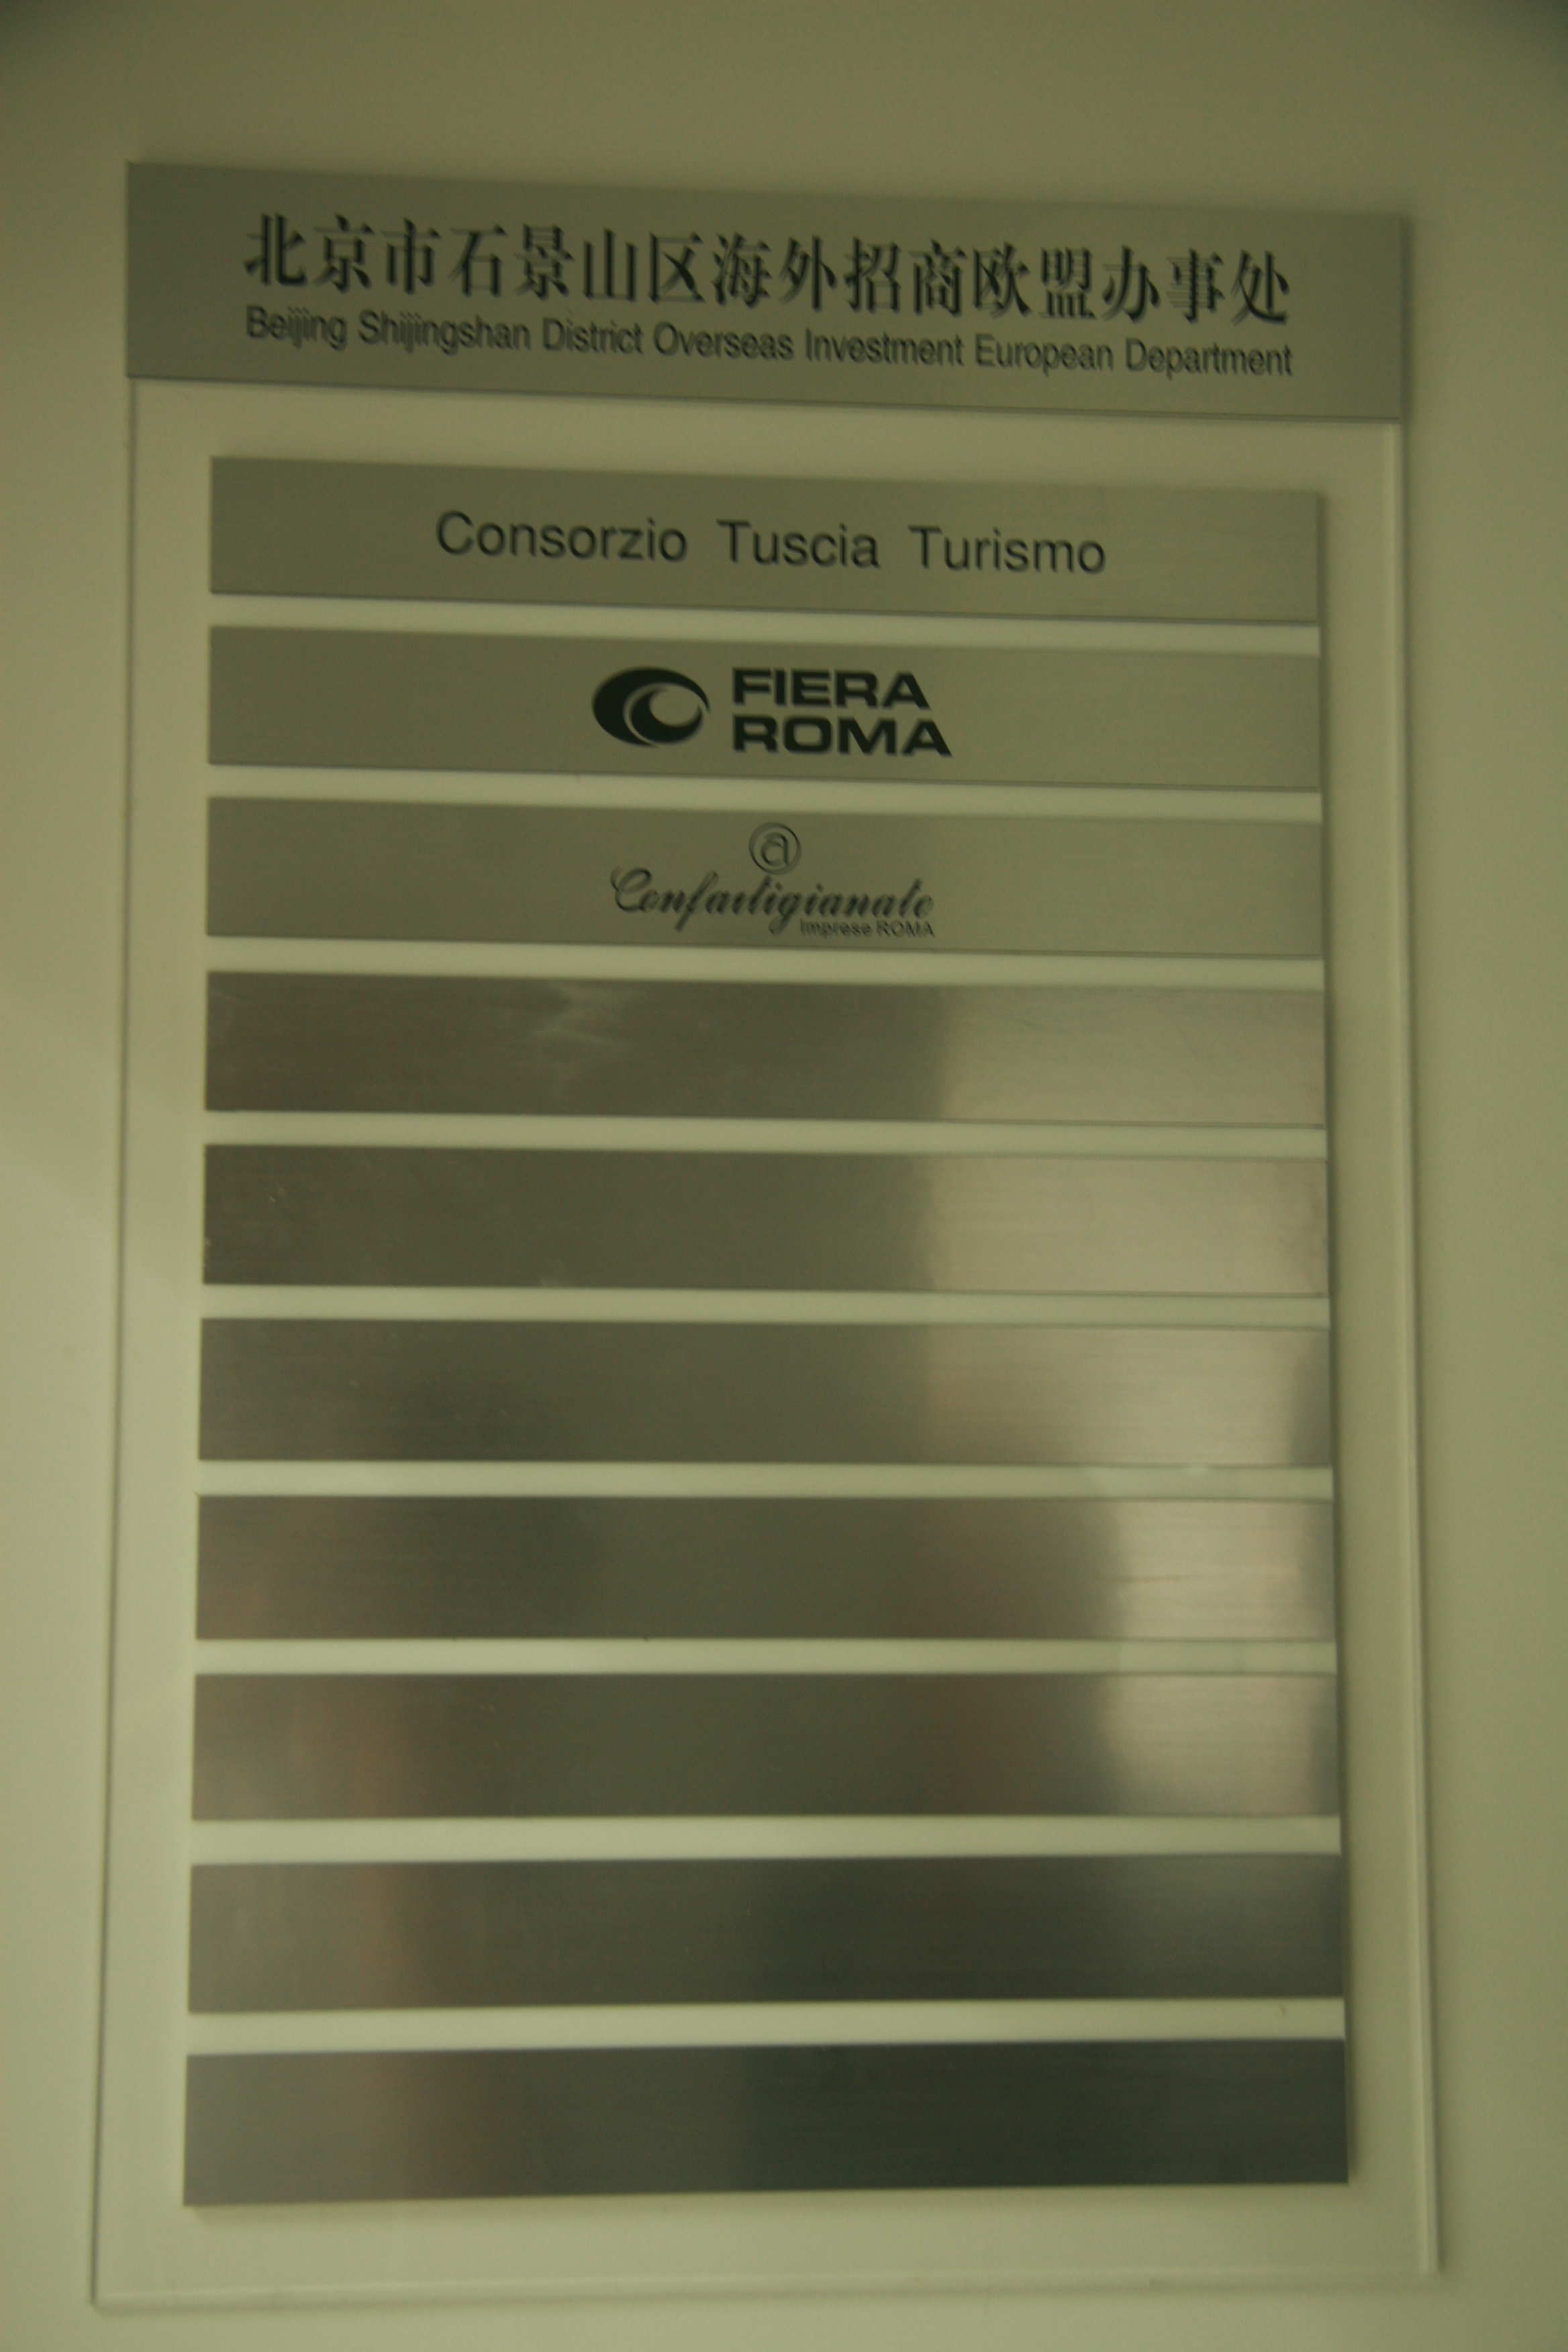 北京市石景山区海外招商欧盟办事处
Beijing Shijingshan District Overseas Investment European Department
Consorzio Tuscia Turismo
FIERA
ROMA
@
Confartigianato
Imprese ROMA